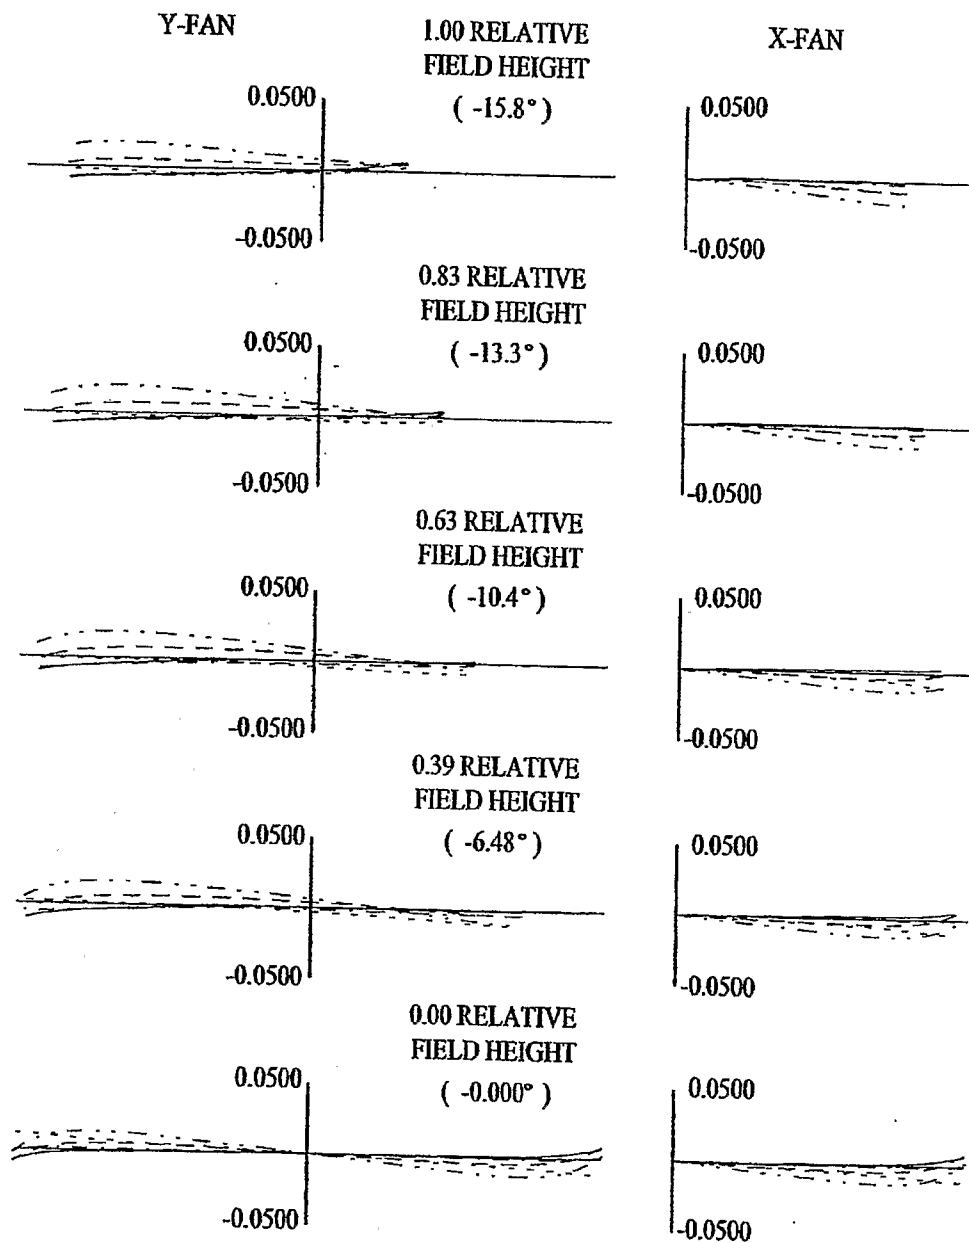 Y-FAN
1.00 RELATIVE
FIELD HEIGHT
( -15.8° )
X-FAN
0.0500
-0.0500
0.0500
-0.0500
0.83 RELATIVE
FIELD HEIGHT
( -13.3° )
0.0500
-0.0500
0.0500
-0.0500
0.63 RELATIVE
FIELD HEIGHT
( -10.4° )
0.0500
-0.0500
0.0500
-0.0500
0.39 RELATIVE
FIELD HEIGHT
( -6.48° )
0.0500
-0.0500
0.0500
-0.0500
0.00 RELATIVE
FIELD HEIGHT
( -0.000° )
0.0500
-0.0500
0.0500
-0.0500